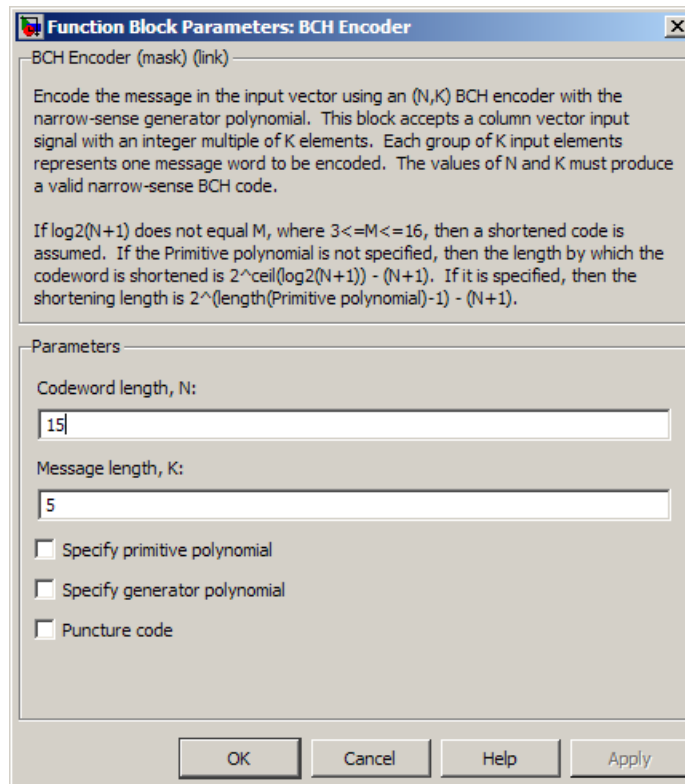 Function Block Parameters: BCH Encoder
BCH Encoder (mask) (link)
Encode the message in the input vector using an (N,K) BCH encoder with the
narrow-sense generator polynomial. This block accepts a column vector input
signal with an integer multiple of K elements. Each group of K input elements
represents one message word to be encoded. The values of N and K must produce
a valid narrow-sense BCH code.
If log2(N+1) does not equal M, where 3<=M<=16, then a shortened code is
assumed. If the Primitive polynomial is not specified, then the length by which the
codeword is shortened is 2^ceil(log2(N+1)) - (N+1). If it is specified, then the
shortening length is 2^(length(Primitive polynomial)-1) - (N+1).
Parameters
Codeword length, N:
15
Message length, K:
5
Specify primitive polynomial
Specify generator polynomial
Puncture code
OK Cancel Help Apply